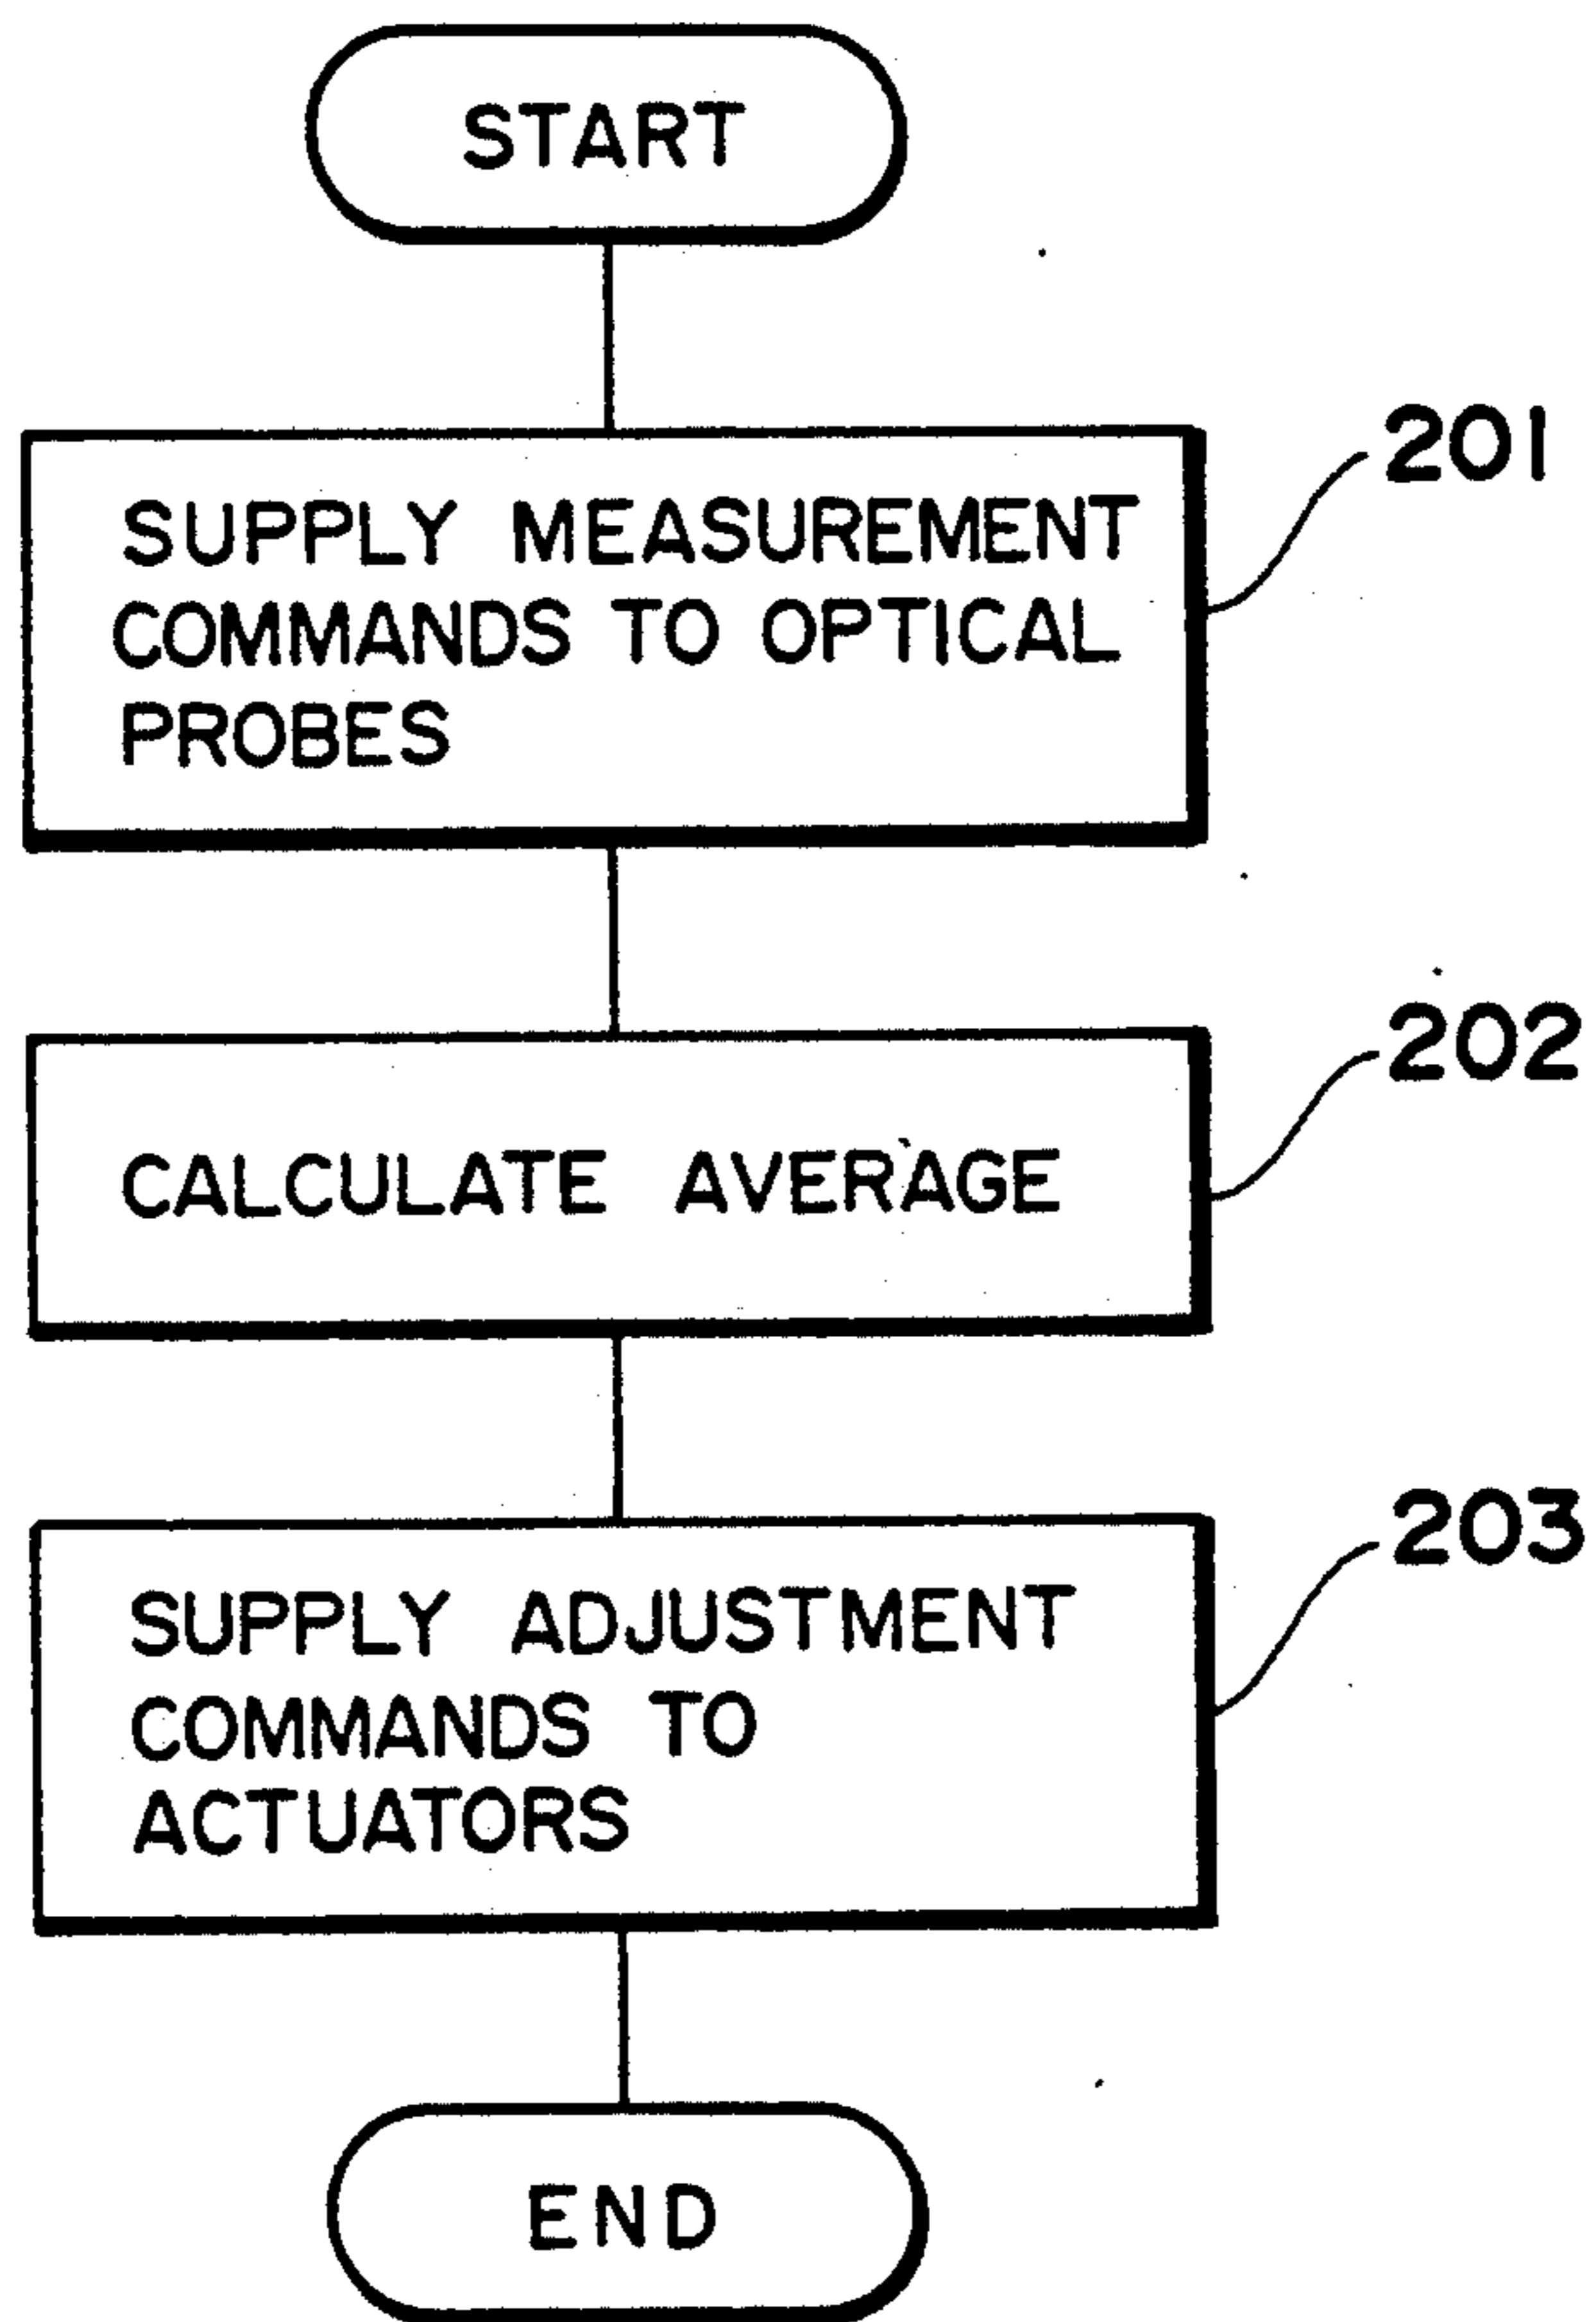 START
201
SUPPLY MEASUREMENT
COMMANDS TO OPTICAL
PROBES
202
CALCULATE AVERAGE
203
SUPPLY ADJUSTMENT
COMMANDS TO
ACTUATORS
END